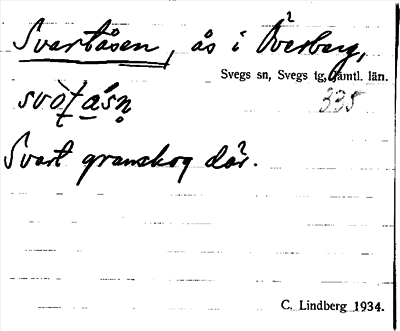 Svartåsen, ås i Överberg,
Svegs sn, Svegs tg, Jämtl. län.
335
Svart granskog där.
C. Lindberg 1934.